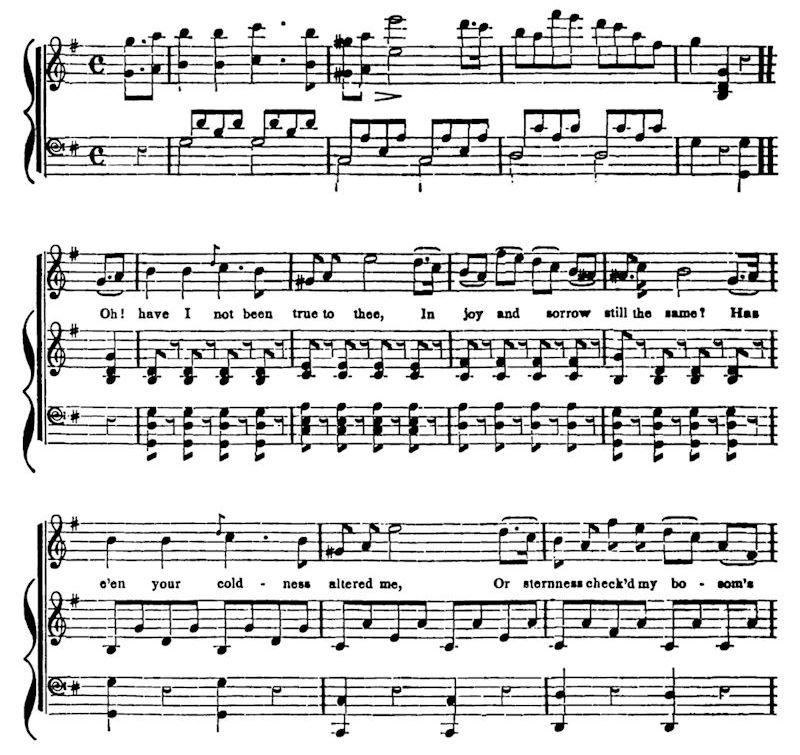 Oh! have I not been true to thee, In joy and sorrow still the same? Has
e'en your cold - ness altered me, Or sternness check'd my bo - som's